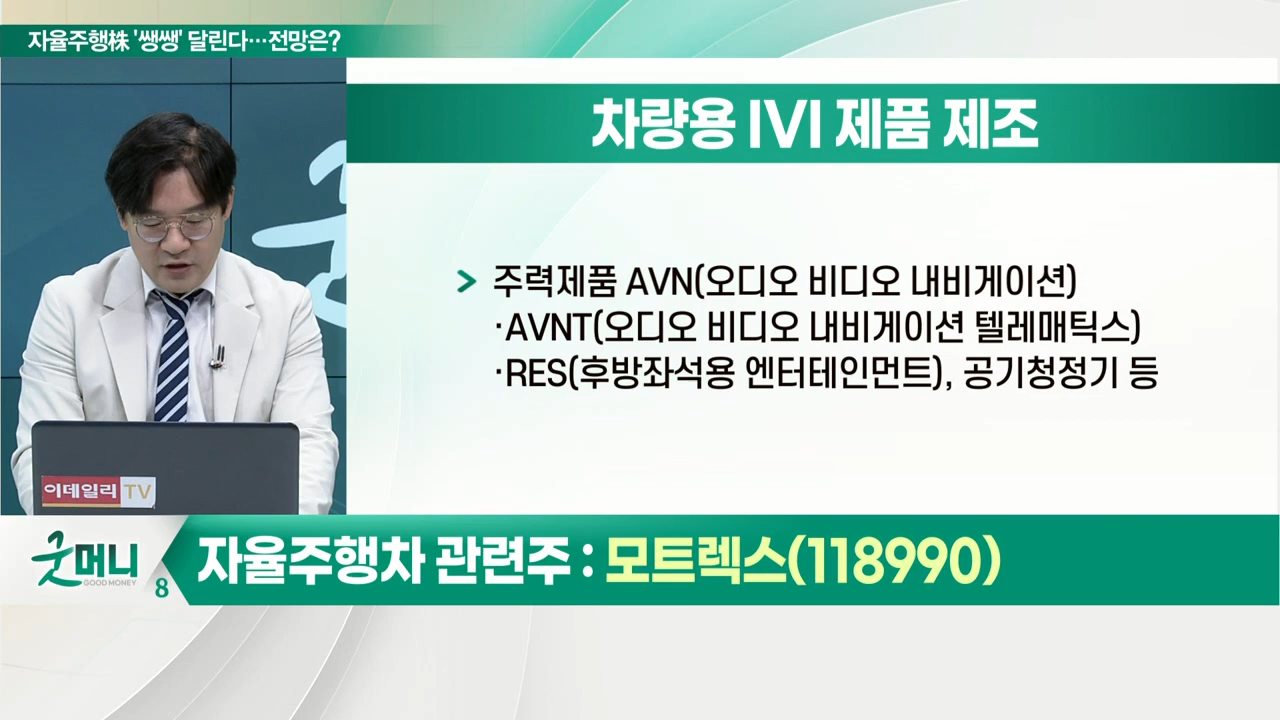 자율주행株 '쌩쌩' 달린다…전망은?
차량용 IVI 제품 제조
> 주력제품 AVN(오디오 비디오 내비게이션)
·AVNT(오디오 비디오 내비게이션 텔레매틱스)
·RES(후방좌석용 엔터테인먼트), 공기청정기 등
이데일리 TV
굿머니
GOOD MONEY
8
자율주행차 관련주 : 모트렉스(118990)